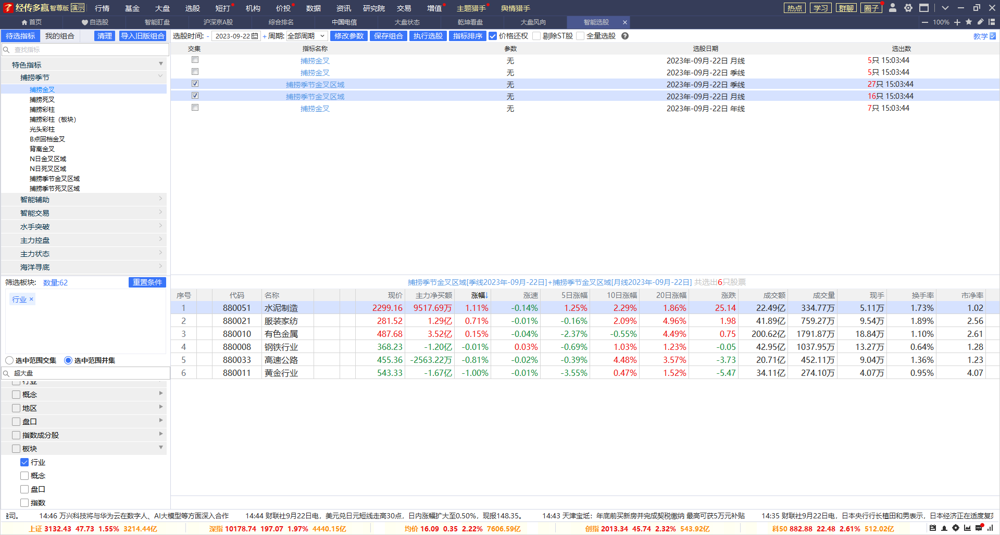 经传多赢 智尊版 演示 行情 基金 大盘 选股 短打 机构 价投 数据 资讯 研究院 交易 增值 主题猎手 舆情猎手 热点 学习 群聊 圈子
首页 自选股 智能盯盘 沪深京A股 综合排名 中国电信 大盘状态 乾坤看盘 大盘风向 智能选股 × 100%
待选指标 我的组合 清理 导入旧版组合 选股时间: - 2023-09-22 + 周期: 全部周期 修改参数 保存组合 执行选股 指标排序 价格还权 剔除ST股 全量选股 ? 教学
查找指标
交集 指标名称 参数 选股日期 选出数
捕捞金叉 无 2023年-09月-22日 月线 5只 15:03:44
捕捞金叉 无 2023年-09月-22日 季线 5只 15:03:44
捕捞季节金叉区域 无 2023年-09月-22日 季线 27只 15:03:44
捕捞季节金叉区域 无 2023年-09月-22日 月线 16只 15:03:44
捕捞金叉 无 2023年-09月-22日 年线 7只 15:03:44
特色指标
捕捞季节
捕捞金叉
捕捞死叉
捕捞彩柱
捕捞彩柱（板块）
光头彩柱
B点回档金叉
背离金叉
N日金叉区域
N日死叉区域
捕捞季节金叉区域
捕捞季节死叉区域
智能辅助
智能交易
水手突破
主力控盘
主力状态
海洋寻底
筛选板块: 数量:62 重置条件
行业 ×
选中范围交集 选中范围并集
超大盘
行业
概念
地区
盘口
指数成分股
板块
行业
概念
盘口
指数
捕捞季节金叉区域[季线2023年-09月-22日]+捕捞季节金叉区域[月线2023年-09月-22日] 共选出6只股票
序号 代码 名称 现价 主力净买额 涨幅↓ 涨速 5日涨幅 10日涨幅 20日涨幅 涨跌 成交额 成交量 现手 换手率 市净率
1 880051 水泥制造 2299.16 9517.69万 1.11% -0.14% 1.25% 2.29% 1.86% 25.14 22.49亿 334.77万 5.11万 1.73% 1.02
2 880021 服装家纺 281.52 1.29亿 0.71% -0.01% -0.16% 2.09% 4.96% 1.98 41.89亿 759.27万 9.54万 1.89% 2.56
3 880010 有色金属 487.68 3.52亿 0.15% -0.04% -2.37% -0.55% 4.49% 0.75 200.62亿 1791.87万 18.84万 1.10% 2.61
4 880008 钢铁行业 368.23 -1.20亿 -0.01% 0.03% -0.69% 1.03% 1.23% -0.05 42.95亿 1037.95万 13.27万 0.64% 1.28
5 880033 高速公路 455.36 -2563.22万 -0.81% -0.02% -0.39% 4.48% 3.57% -3.73 20.71亿 452.11万 9.04万 1.36% 1.23
6 880011 黄金行业 543.33 -1.67亿 -1.00% -0.01% -3.55% 0.47% 1.52% -5.47 34.11亿 274.10万 4.07万 0.95% 4.07
司。 14:46 万兴科技将与华为云在数字人、AI大模型等方面深入合作 14:44 财联社9月22日电，美元兑日元短线走高30点，日内涨幅扩大至0.50%，现报148.35。 14:43 天津宝坻：年底前买新房并完成契税缴纳 最高可获5万元补贴 14:35 财联社9月22日电，日本央行行长植田和男表示，日本经济正在适度复
上证 3132.43 47.73 1.55% 3214.44亿 深指 10178.74 197.07 1.97% 4440.15亿 均价 16.09 0.35 2.22% 7606.59亿 创指 2013.34 45.74 2.32% 543.92亿 科50 882.88 22.48 2.61% 512.02亿